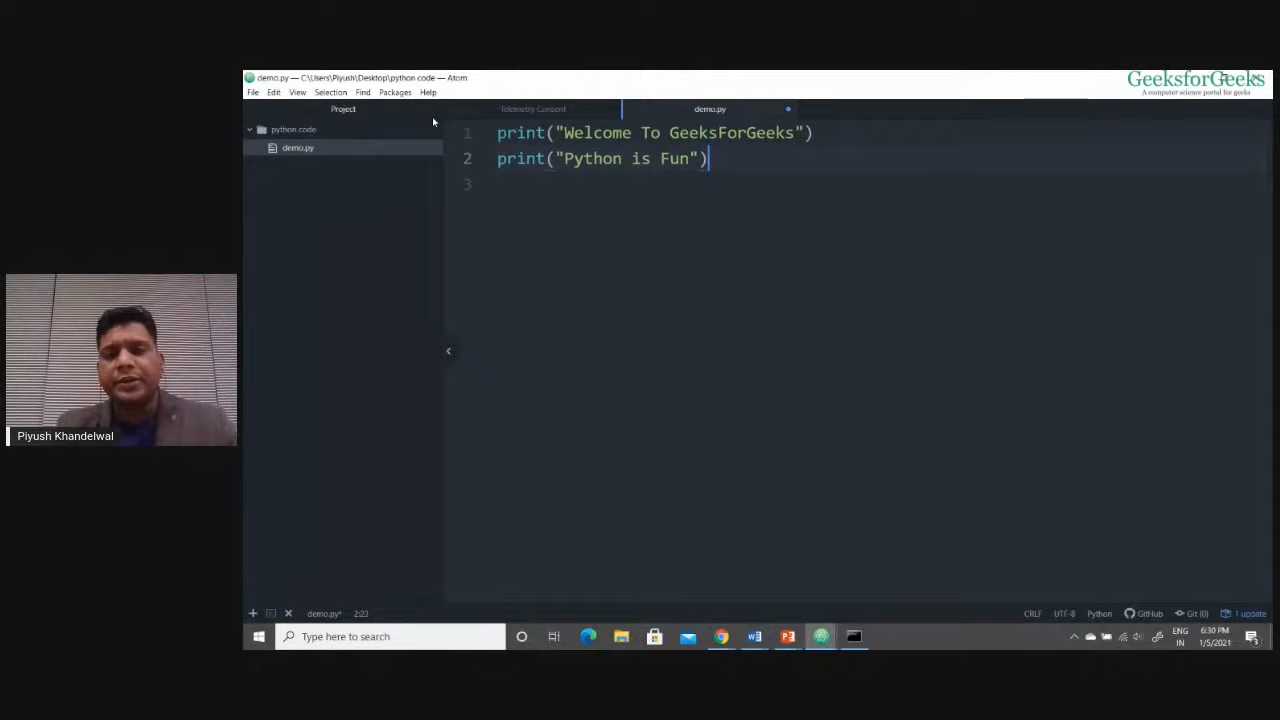 demo.py — C:\Users\Piyush\Desktop\python code — Atom
GeeksforGeeks
A computer science portal for geeks
File Edit View Selection Find Packages Help
Project
Telemetry Consent
demo.py
python code
demo.py
1 print("Welcome To GeeksForGeeks")
2 print("Python is Fun")
3
Piyush Khandelwal
demo.py* 2:23
CRLF UTF-8 Python GitHub Git (0) 1 update
Type here to search
ENG
IN
6:30 PM
1/5/2021